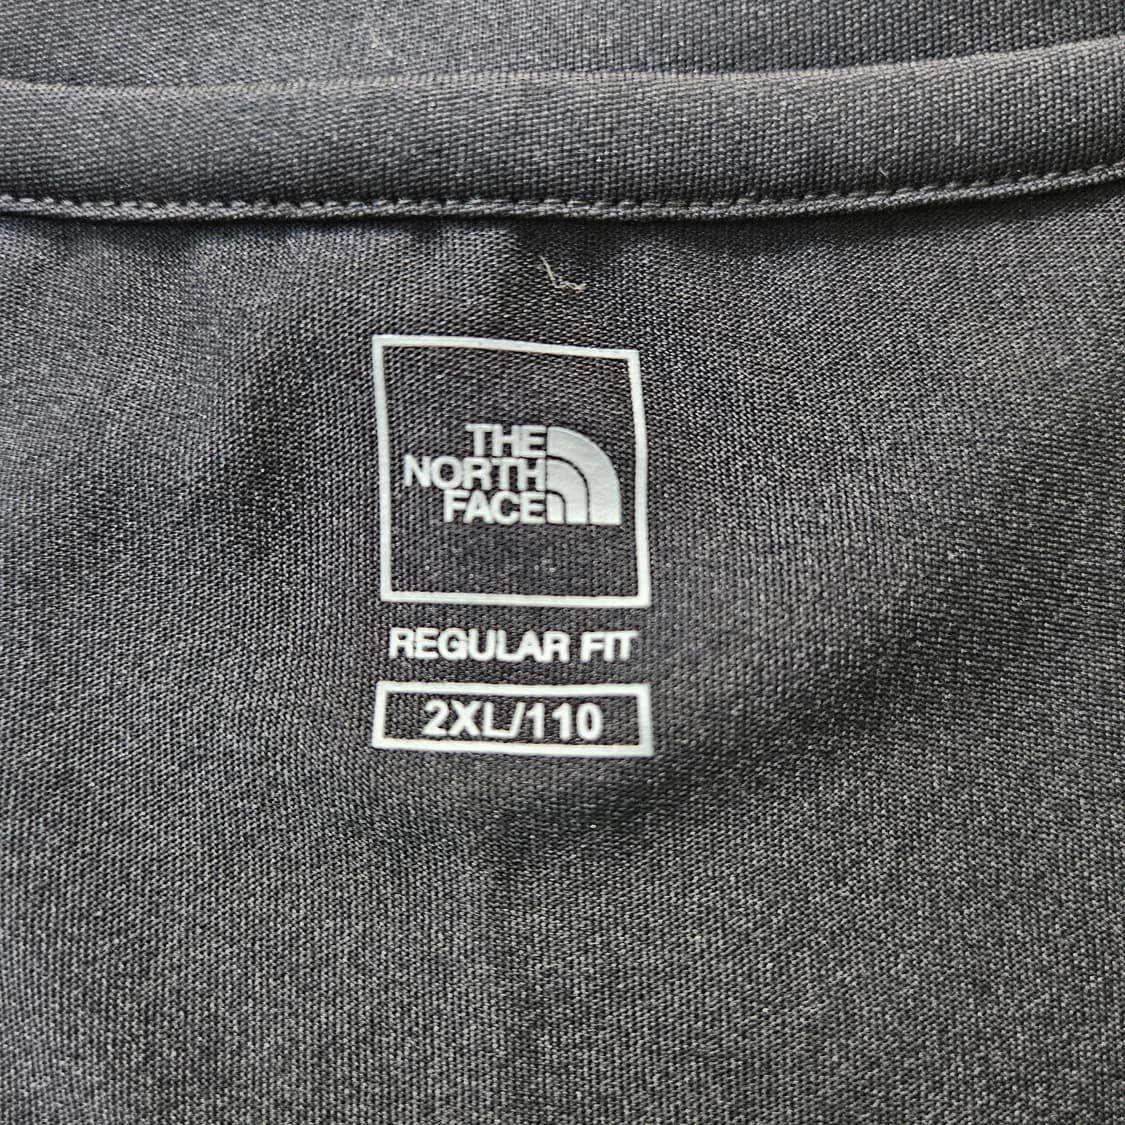 THE
NORTH
FACE
REGULAR FIT
2XL/110